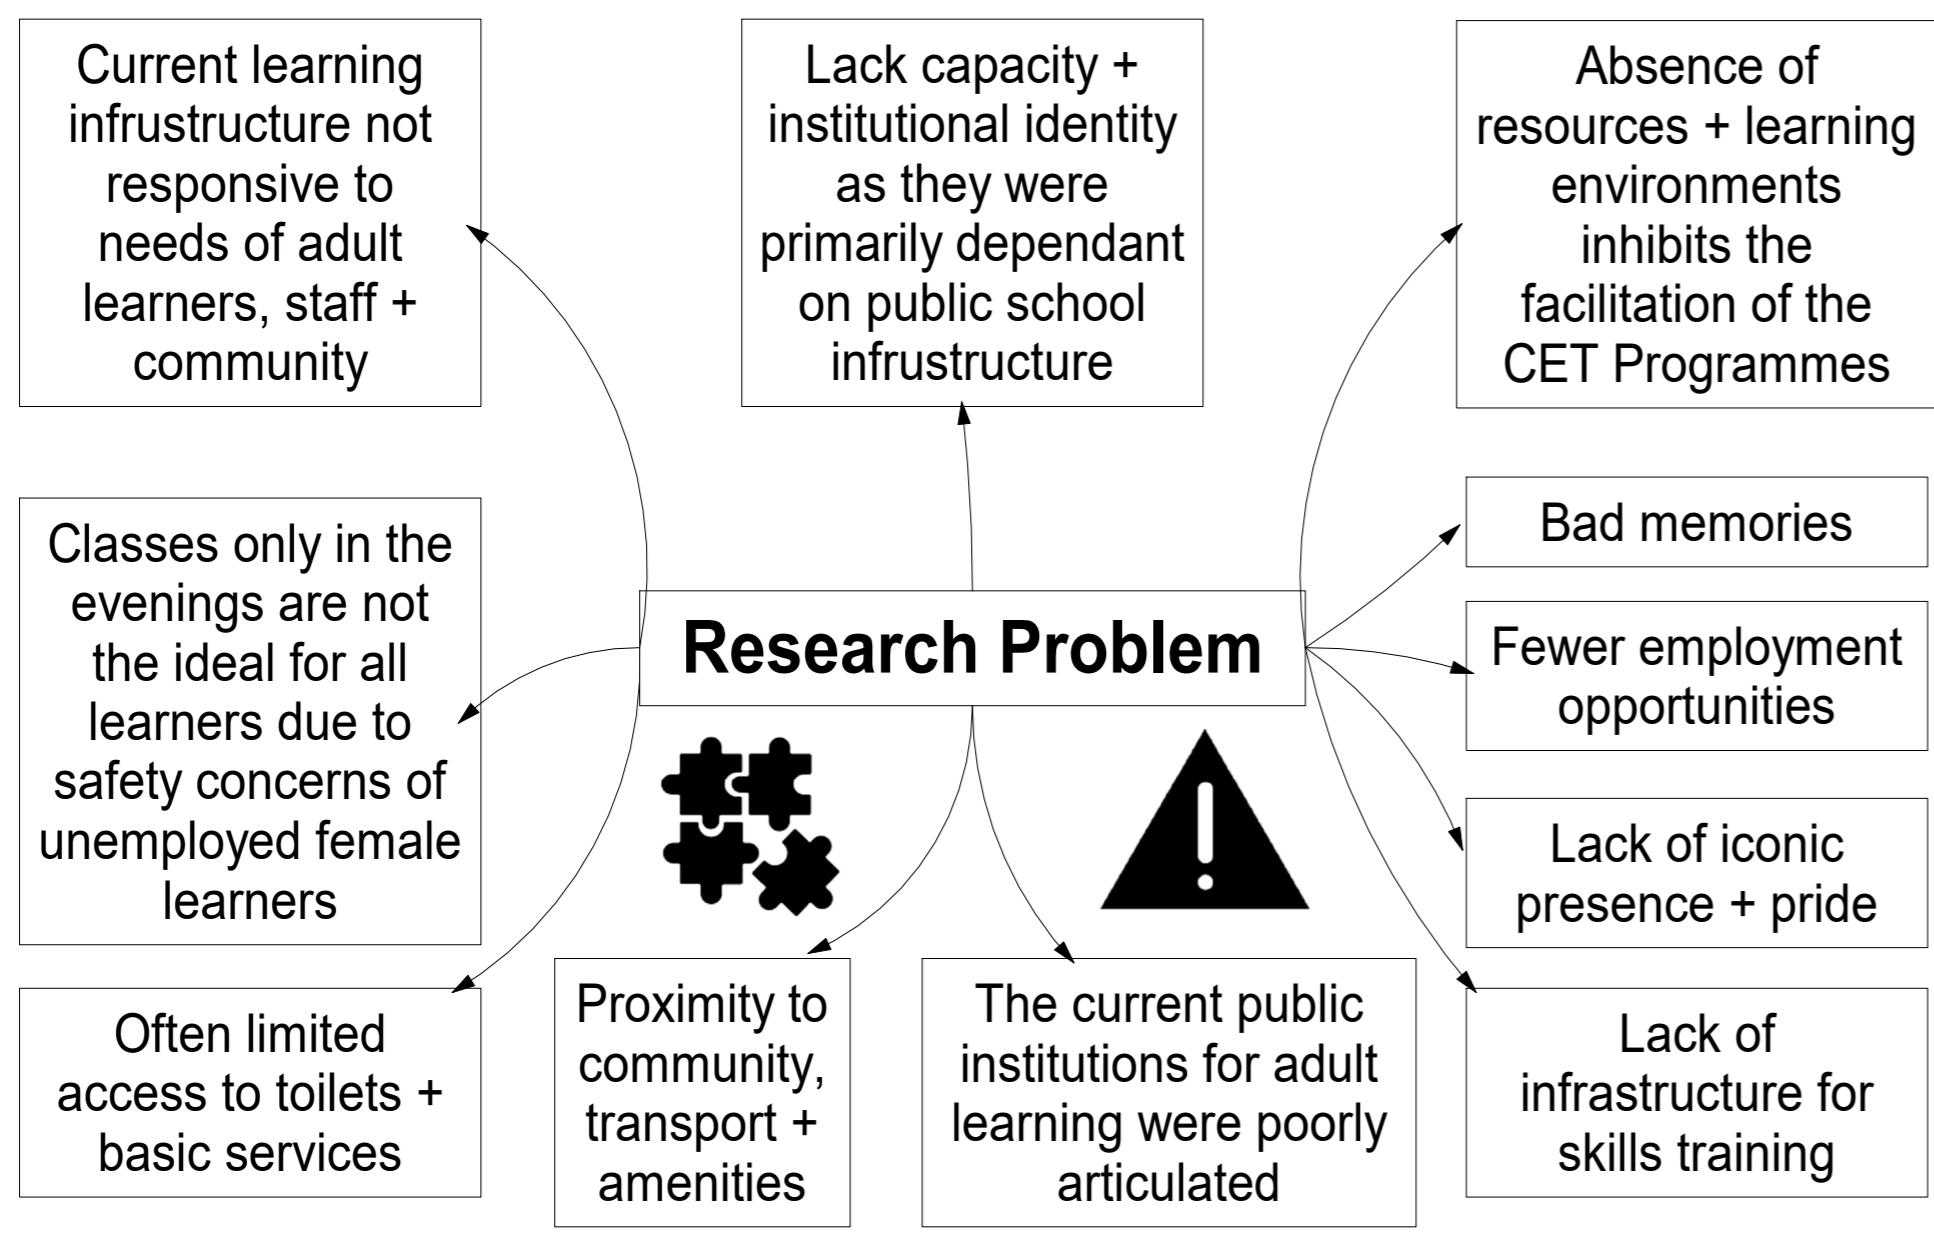 Current learning
infrustructure not
responsive to
needs of adult
learners, staff +
community
Lack capacity +
institutional identity
as they were
primarily dependant
on public school
infrustructure
Absence of
resources + learning
environments
inhibits the
facilitation of the
CET Programmes
Classes only in the
evenings are not
the ideal for all
learners due to
safety concerns of
unemployed female
learners
Research Problem
Bad memories
Fewer employment
opportunities
Lack of iconic
presence + pride
Often limited
access to toilets +
basic services
Proximity to
community,
transport +
amenities
The current public
institutions for adult
learning were poorly
articulated
Lack of
infrastructure for
skills training